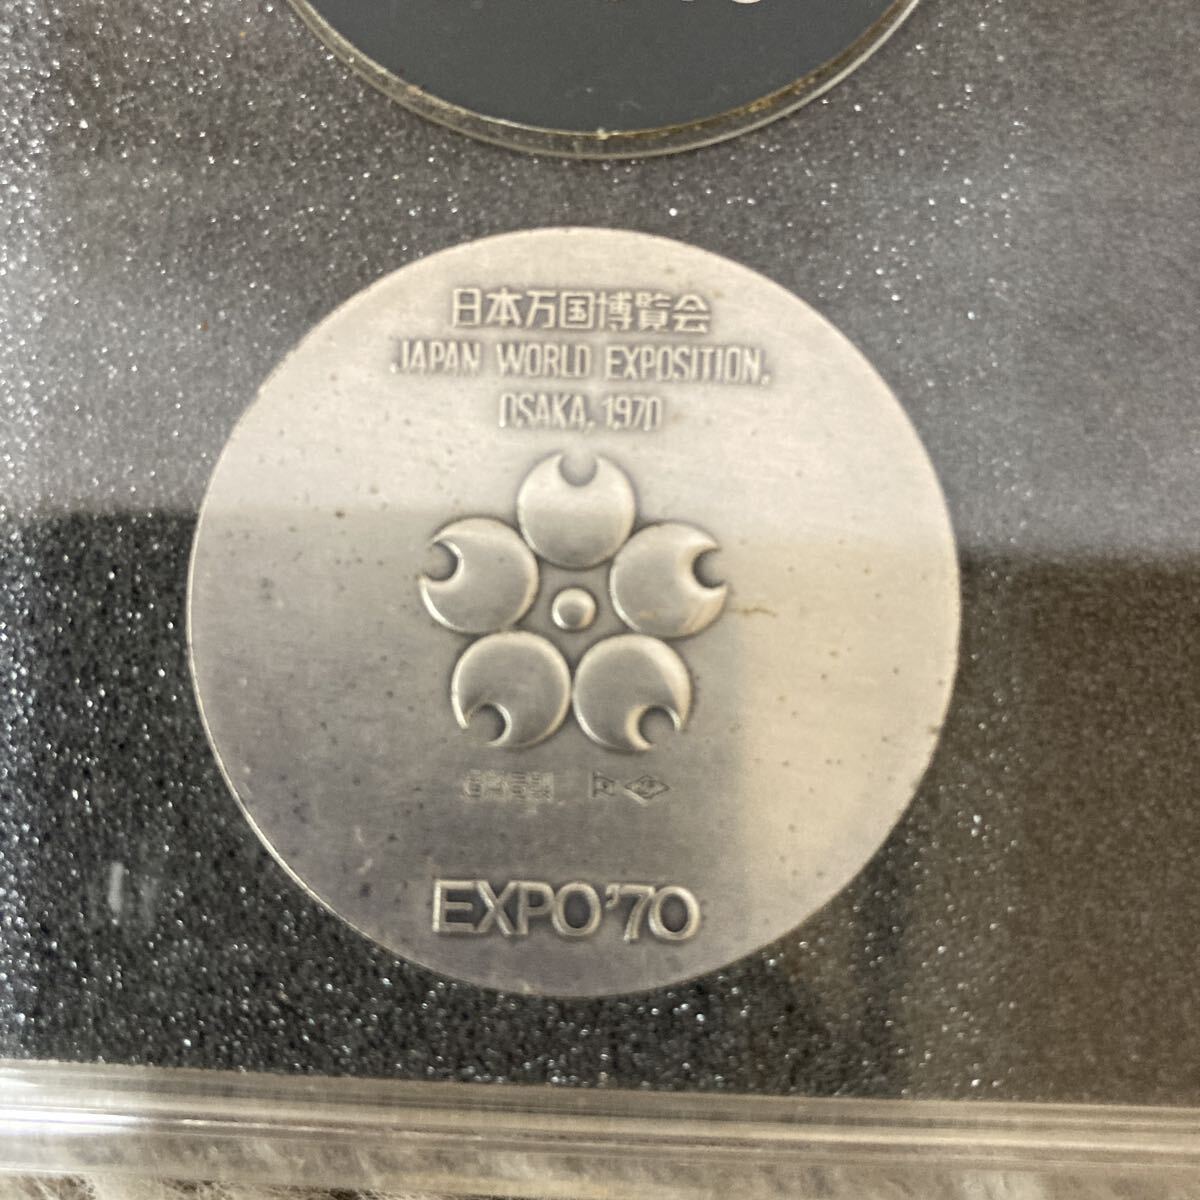 日本万国博覧会
JAPAN WORLD EXPOSITION.
OSAKA, 1970
EXPO'70